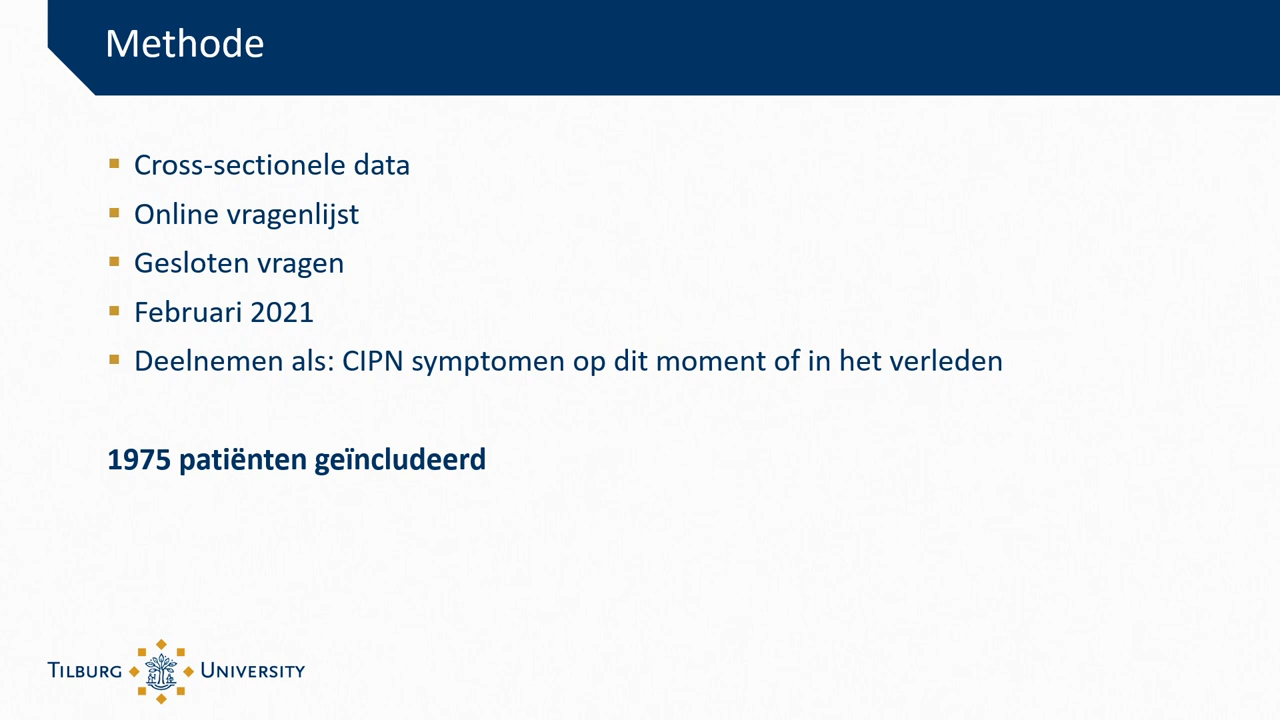 Methode
Cross-sectionele data
Online vragenlijst
Gesloten vragen
Februari 2021
Deelnemen als: CIPN symptomen op dit moment of in het verleden
1975 patiënten geïncludeerd
TILBURG UNIVERSITY